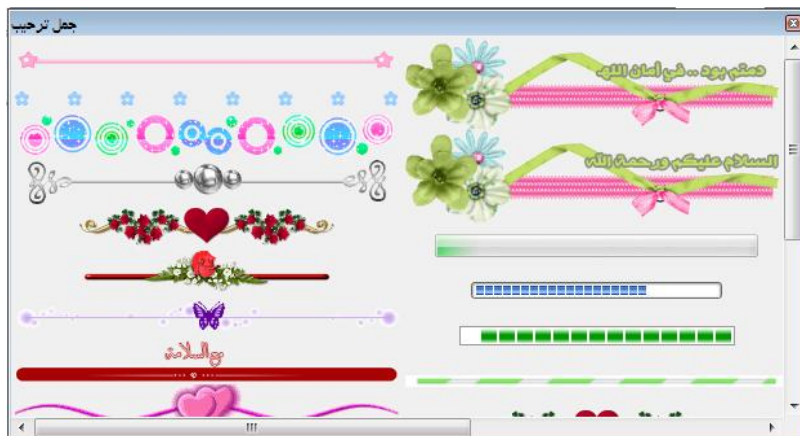 جمل ترحيب
دمتم بود .. في أمان الله
السلام عليكم ورحمة الله
مع السلامة